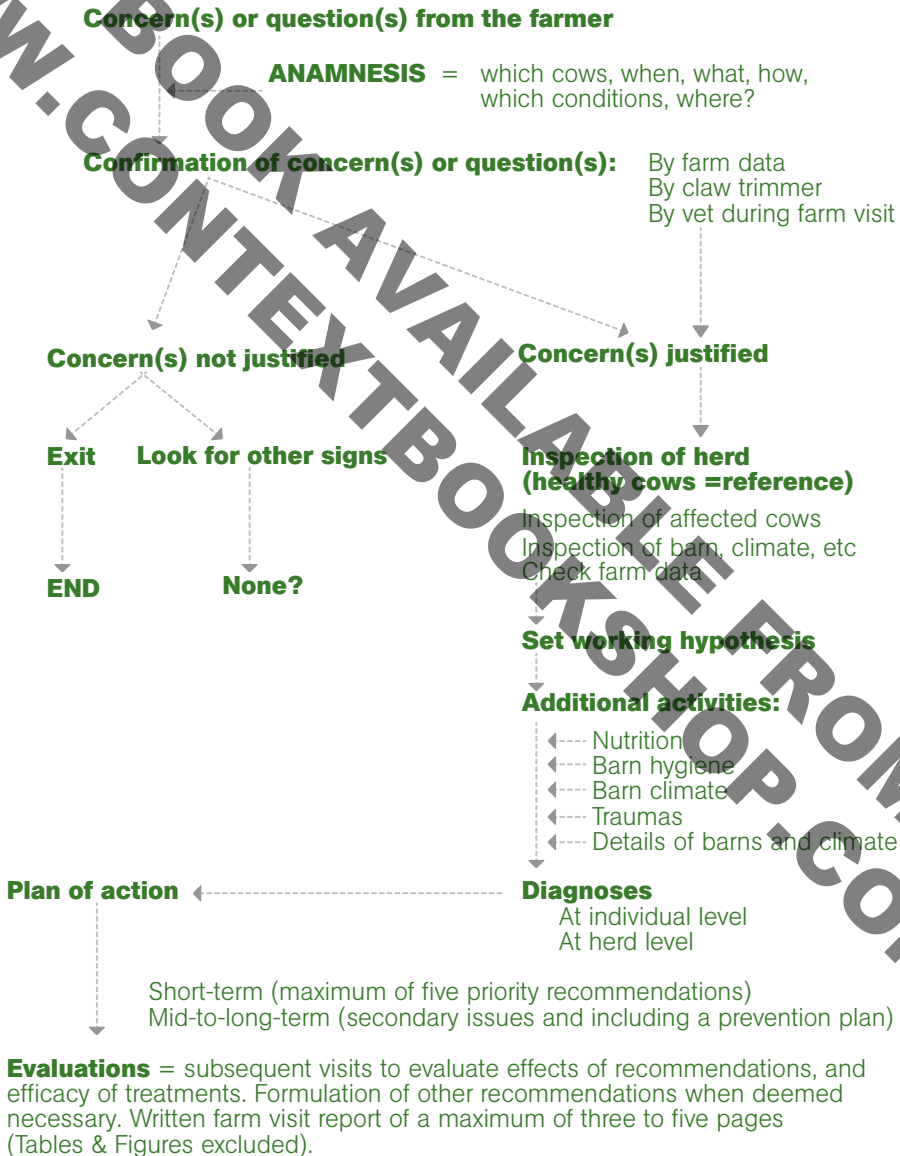 Concern(s) or question(s) from the farmer
ANAMNESIS = which cows, when, what, how,
which conditions, where?
Confirmation of concern(s) or question(s): By farm data
By claw trimmer
By vet during farm visit
Concern(s) not justified
Concern(s) justified
Exit
Look for other signs
END
None?
Inspection of herd
(healthy cows =reference)
Inspection of affected cows
Inspection of barn, climate, etc
Check farm data
Set working hypothesis
Additional activities:
Nutrition
Barn hygiene
Barn climate
Traumas
Details of barns and climate
Diagnoses
At individual level
At herd level
Plan of action
Short-term (maximum of five priority recommendations)
Mid-to-long-term (secondary issues and including a prevention plan)
Evaluations = subsequent visits to evaluate effects of recommendations, and
efficacy of treatments. Formulation of other recommendations when deemed
necessary. Written farm visit report of a maximum of three to five pages
(Tables & Figures excluded).
BOOK AVAILABLE FROM
W.CONTEXTBOOKSHOP.CO